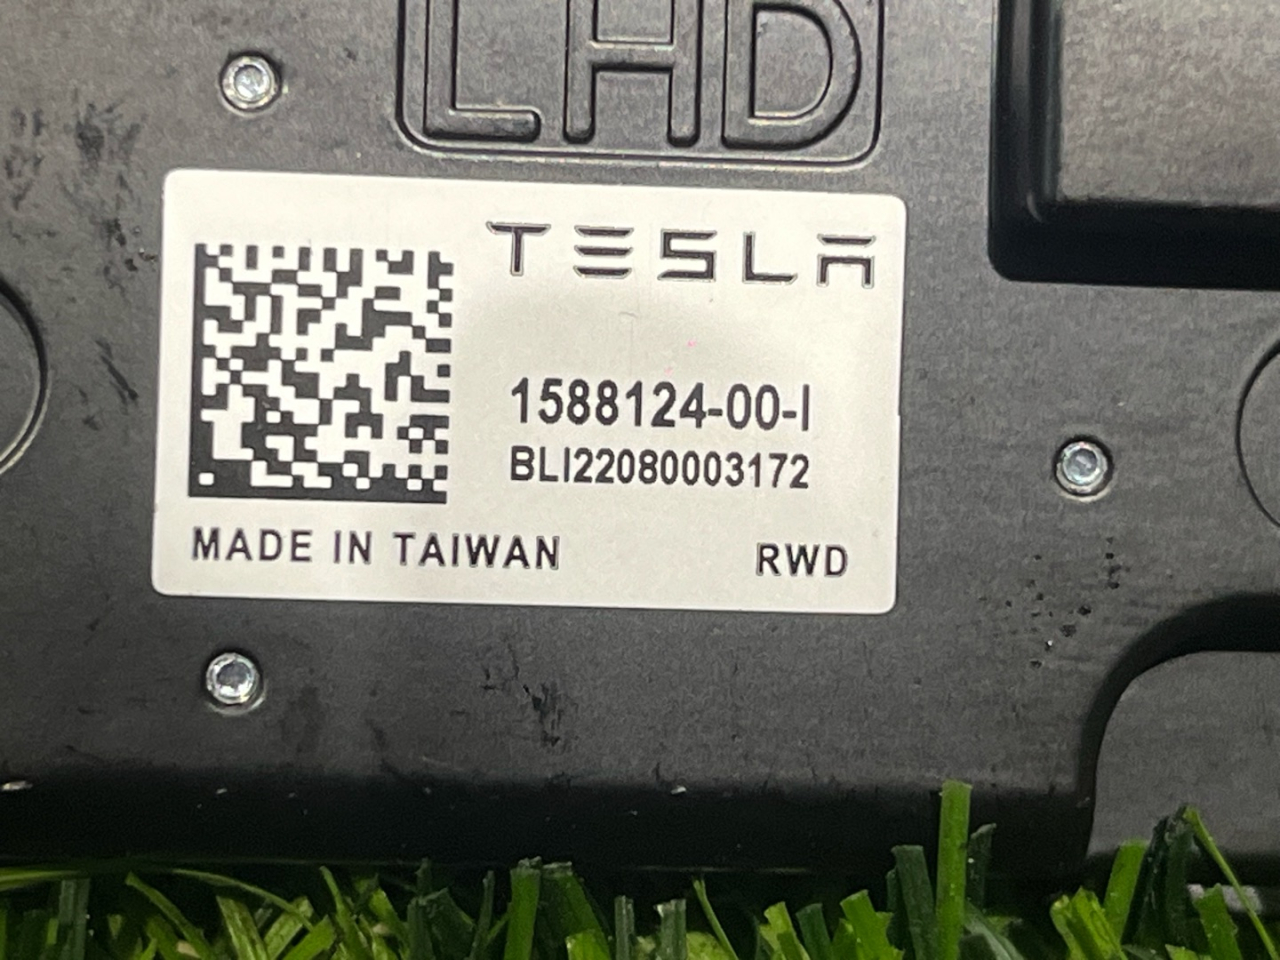 LHD
TESLA
1588124-00-I
BLI22080003172
MADE IN TAIWAN
RWD